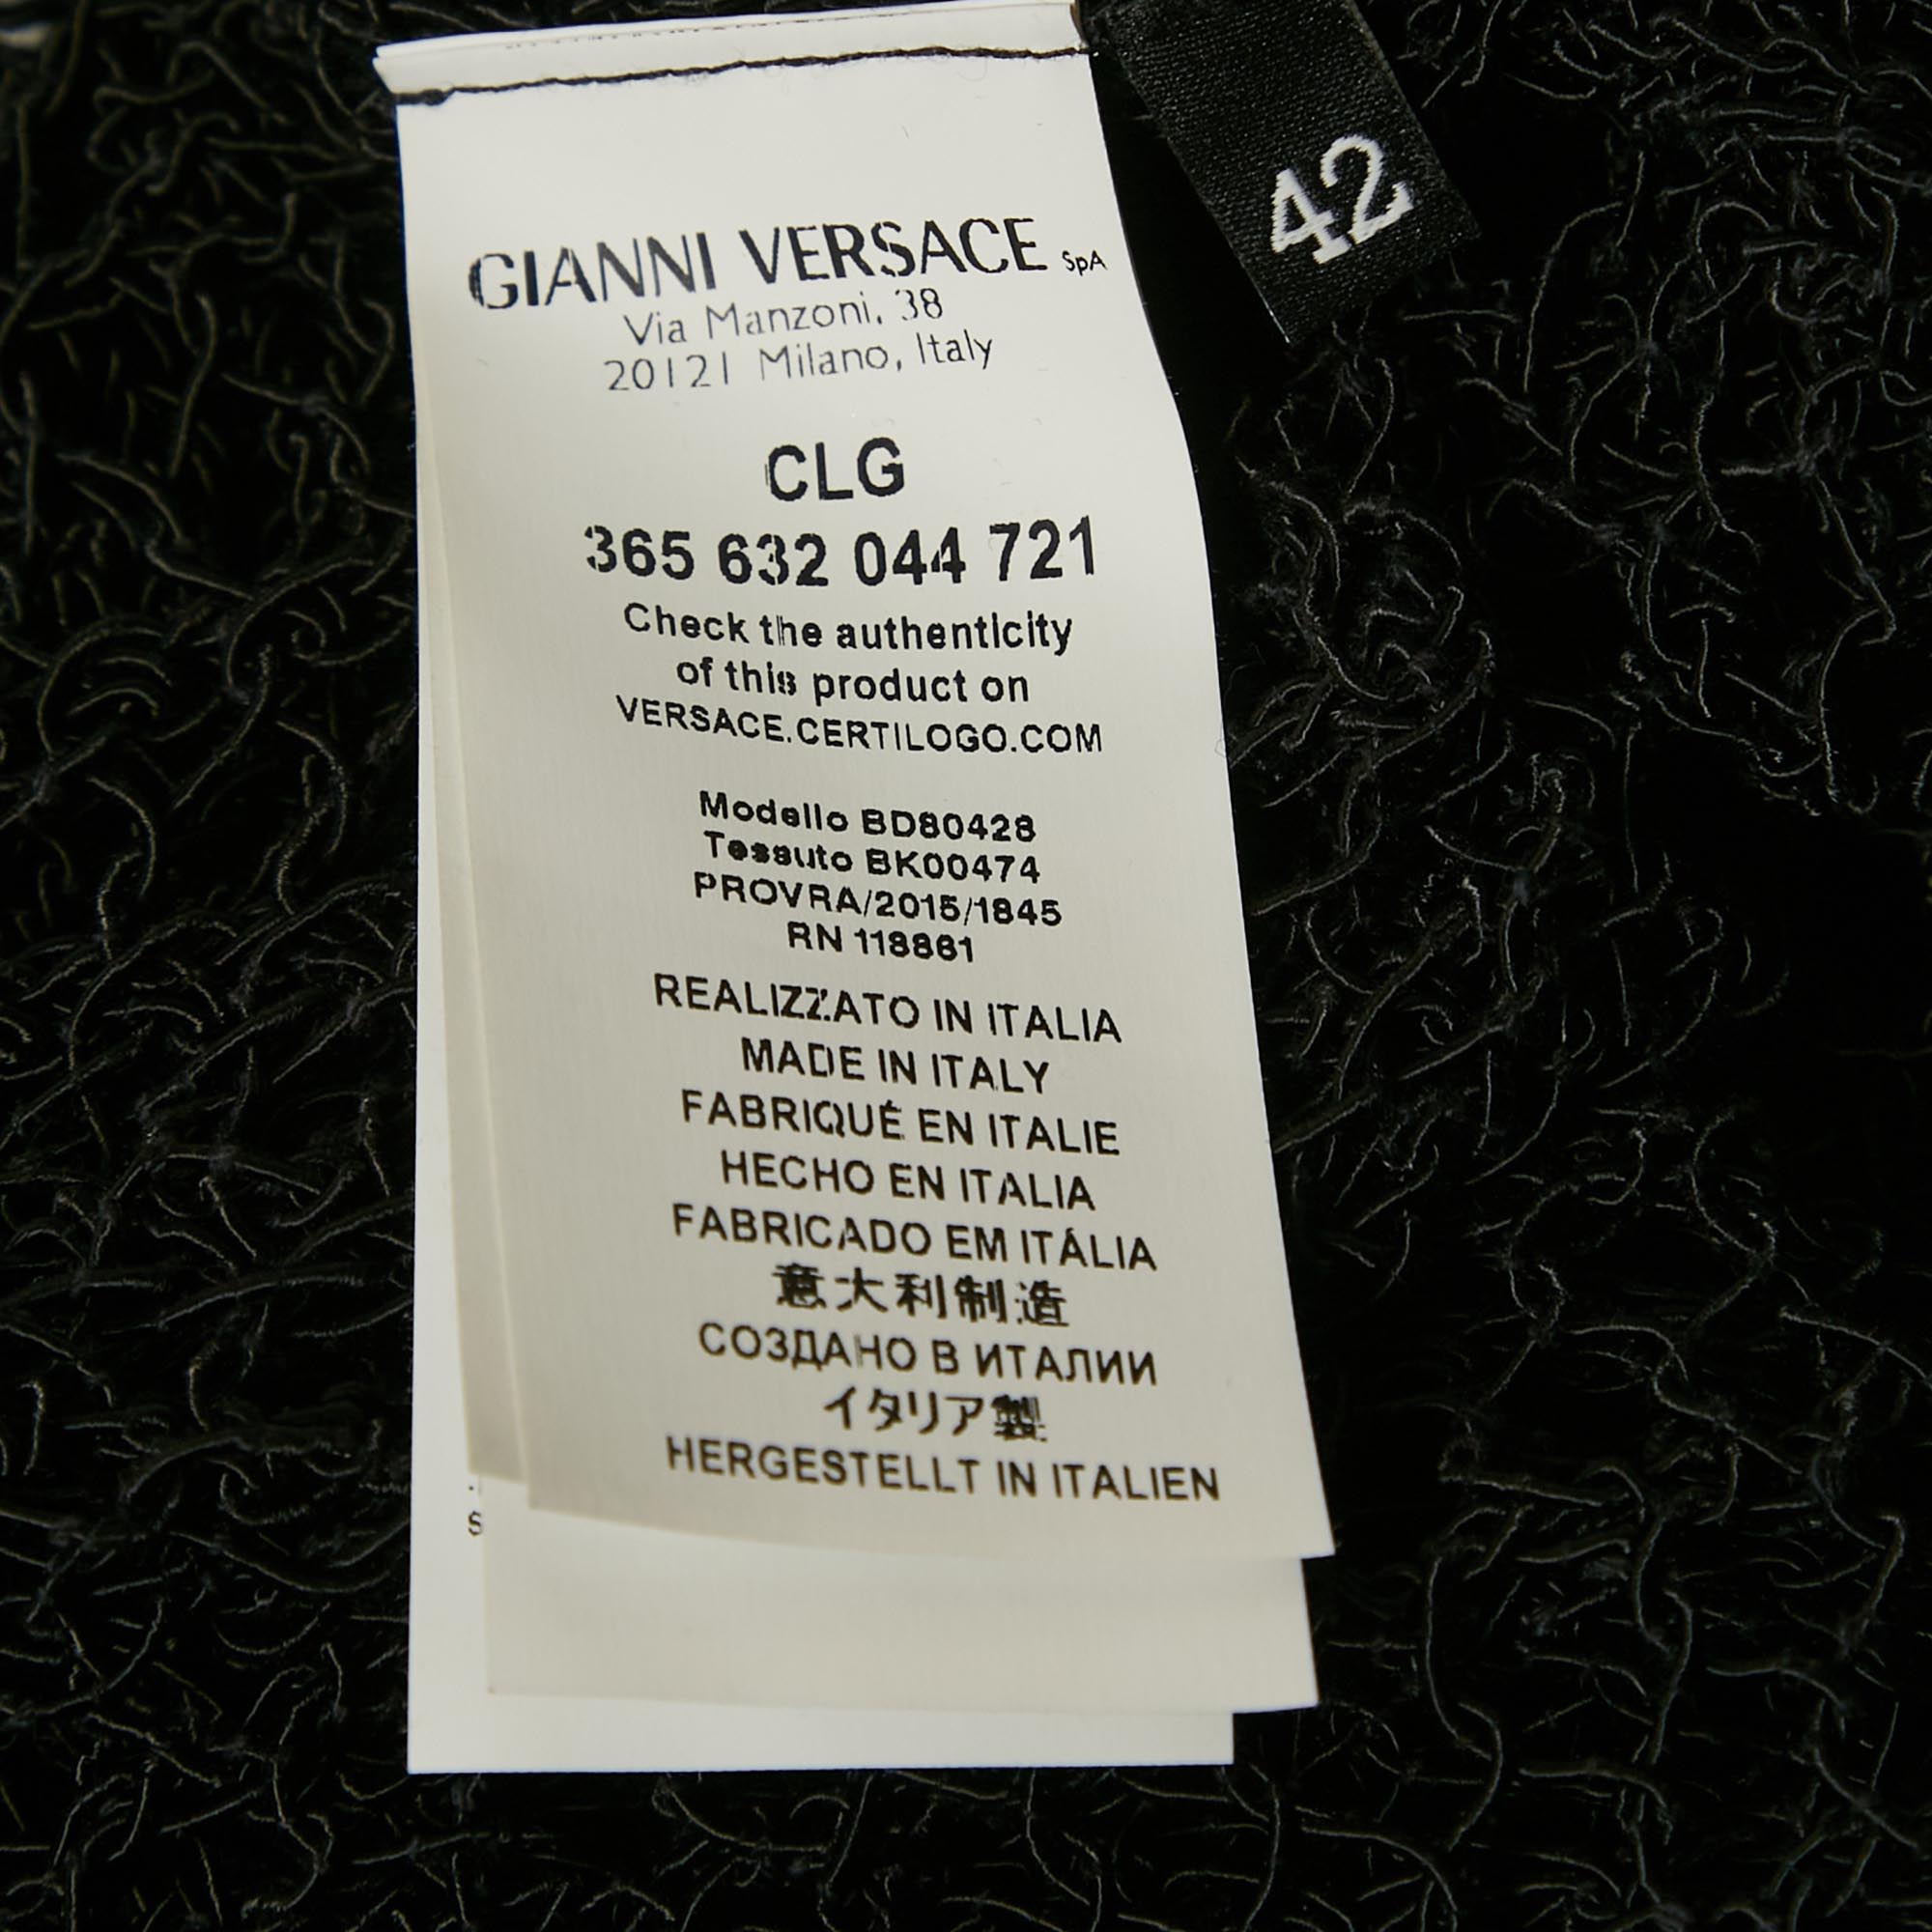 42
GIANNI VERSACE SpA
Via Manzoni, 38
20121 Milano, Italy
CLG
365 632 044 721
Check the authenticity
of this product on
VERSACE.CERTILOGO.COM
Modello BD80428
Tessuto BK00474
PROVRA/2015/1845
RN 118861
REALIZZATO IN ITALIA
MADE IN ITALY
FABRIQUÉ EN ITALIE
HECHO EN ITALIA
FABRICADO EM ITÁLIA
意大利制造
СОЗДАНО В ИТАЛИИ
イタリア製
HERGESTELLT IN ITALIEN